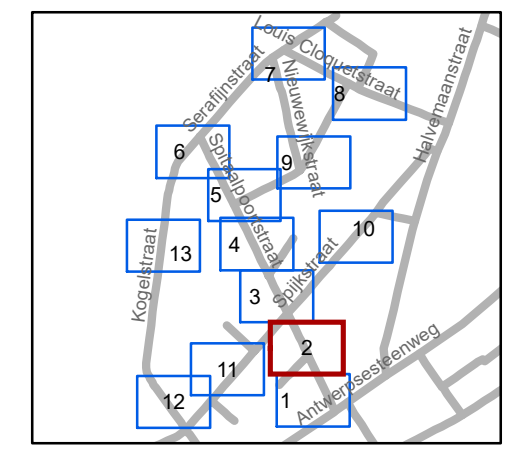 Louis Cloquetstraat
Serafijnstraat
7
Nieuwewijkstraat
8
Halvemaanstraat
6
Spitaalpoortstraat
9
5
10
4
13
Kogelstraat
Spijkstraat
3
2
Antwerpsesteenweg
11
12
1